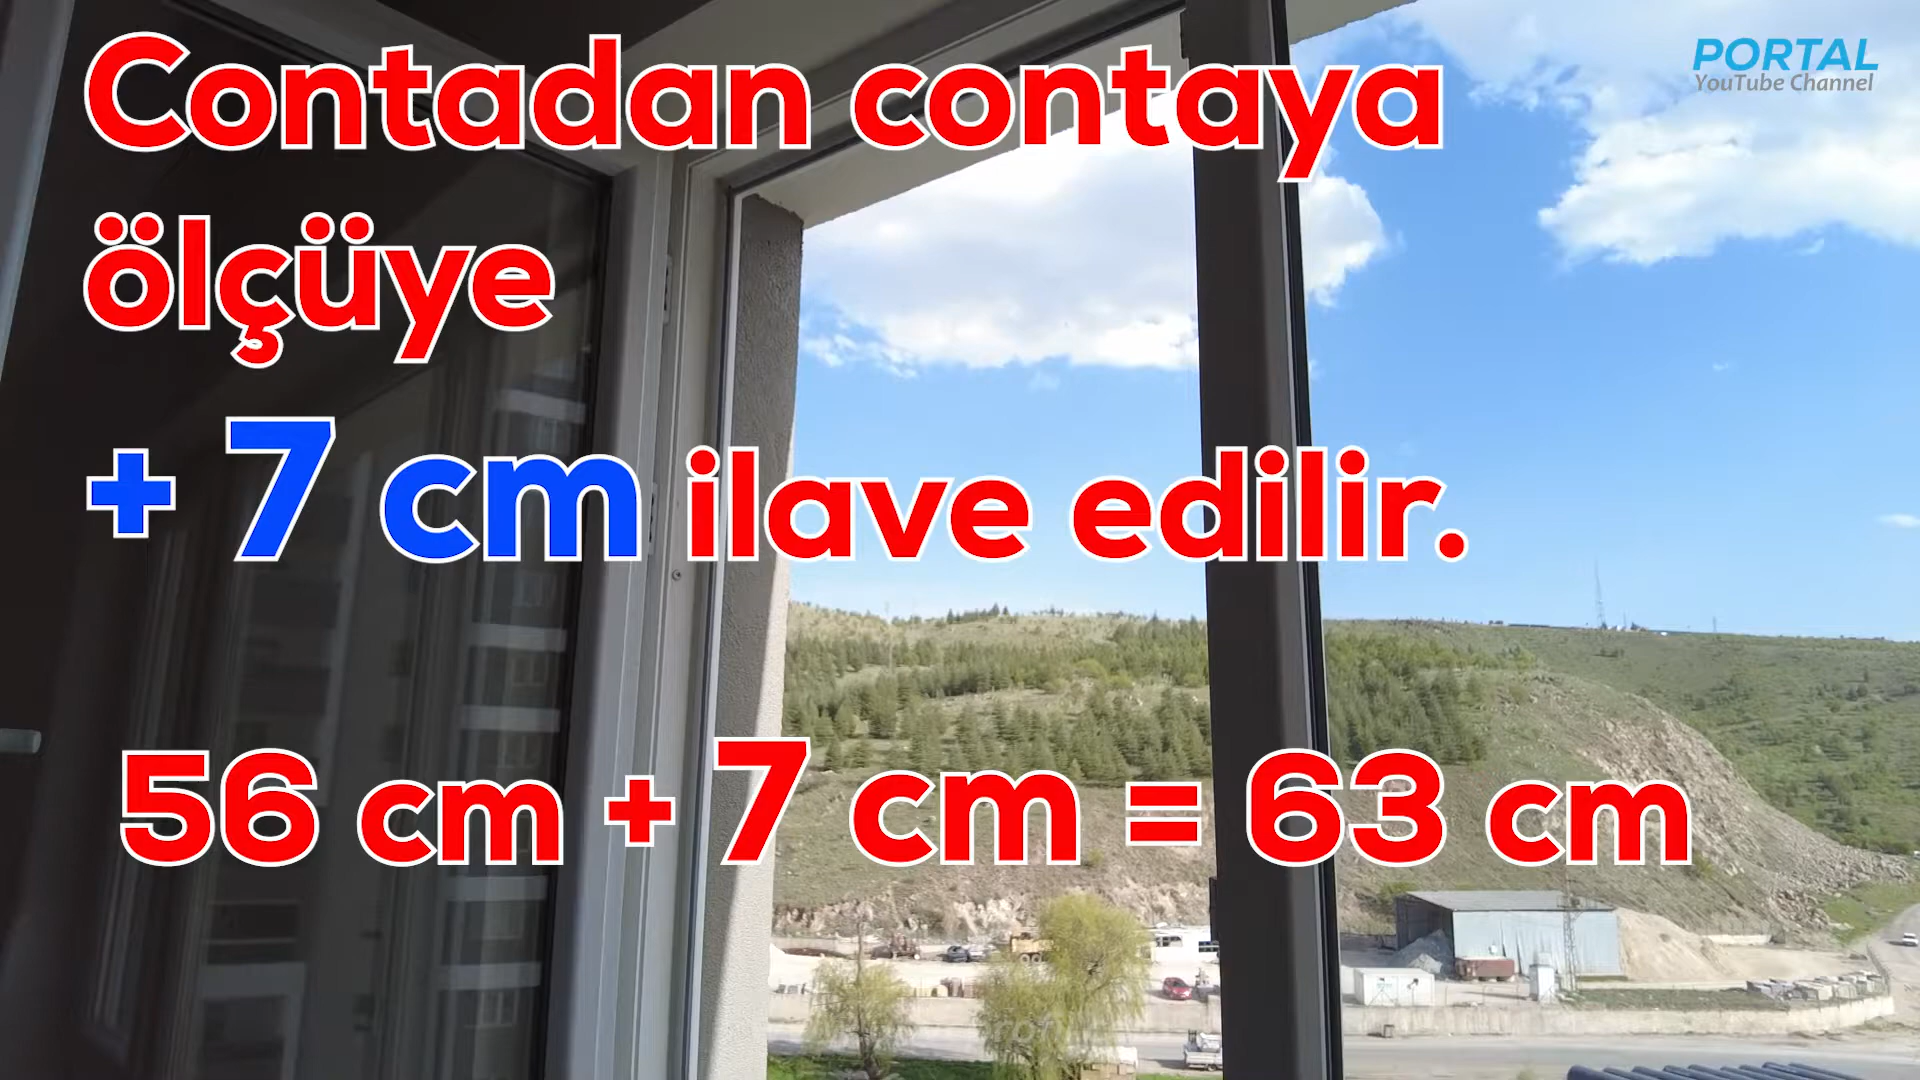 PORTAL
YouTube Channel
Contadan contaya
ölçüye
+ 7 cm ilave edilir.
56 cm + 7 cm = 63 cm